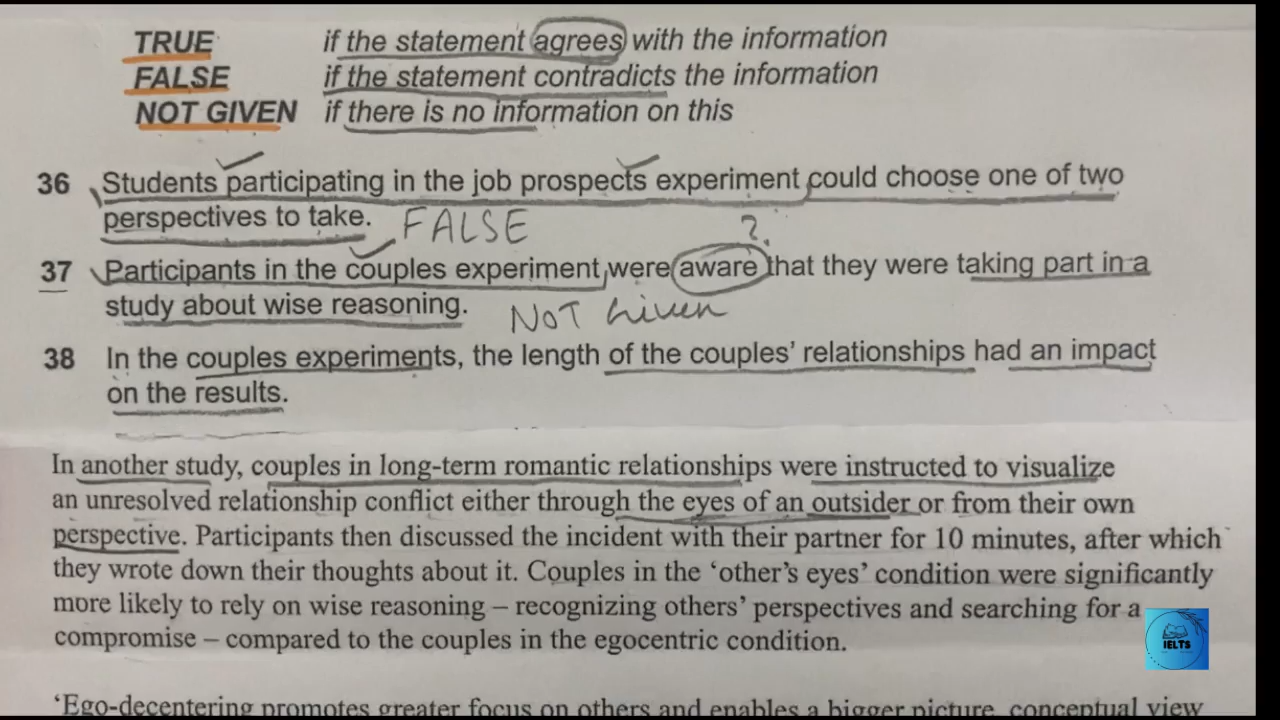 TRUE if the statement agrees with the information
FALSE if the statement contradicts the information
NOT GIVEN if there is no information on this
36 Students participating in the job prospects experiment could choose one of two
perspectives to take. FALSE
?
37 Participants in the couples experiment were aware that they were taking part in a
study about wise reasoning. NOT Given
38 In the couples experiments, the length of the couples' relationships had an impact
on the results.
In another study, couples in long-term romantic relationships were instructed to visualize
an unresolved relationship conflict either through the eyes of an outsider or from their own
perspective. Participants then discussed the incident with their partner for 10 minutes, after which
they wrote down their thoughts about it. Couples in the 'other's eyes' condition were significantly
more likely to rely on wise reasoning – recognizing others' perspectives and searching for a
compromise – compared to the couples in the egocentric condition.
IELTS
'Ego-decentering promotes greater focus on others and enables a bigger picture, conceptual view